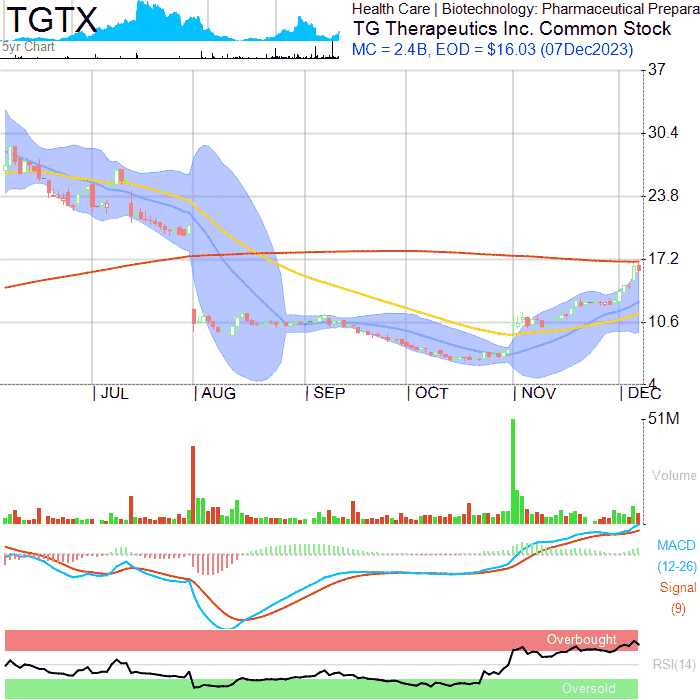 TGTX
5yr Chart
Health Care | Biotechnology: Pharmaceutical Prepara
TG Therapeutics Inc. Common Stock
MC = 2.4B, EOD = $16.03 (07Dec2023)
37
30.4
23.8
17.2
10.6
4
JUL AUG SEP OCT NOV DEC
51M
Volume
MACD
(12-26)
Signal
(9)
Overbought
RSI(14)
Oversold